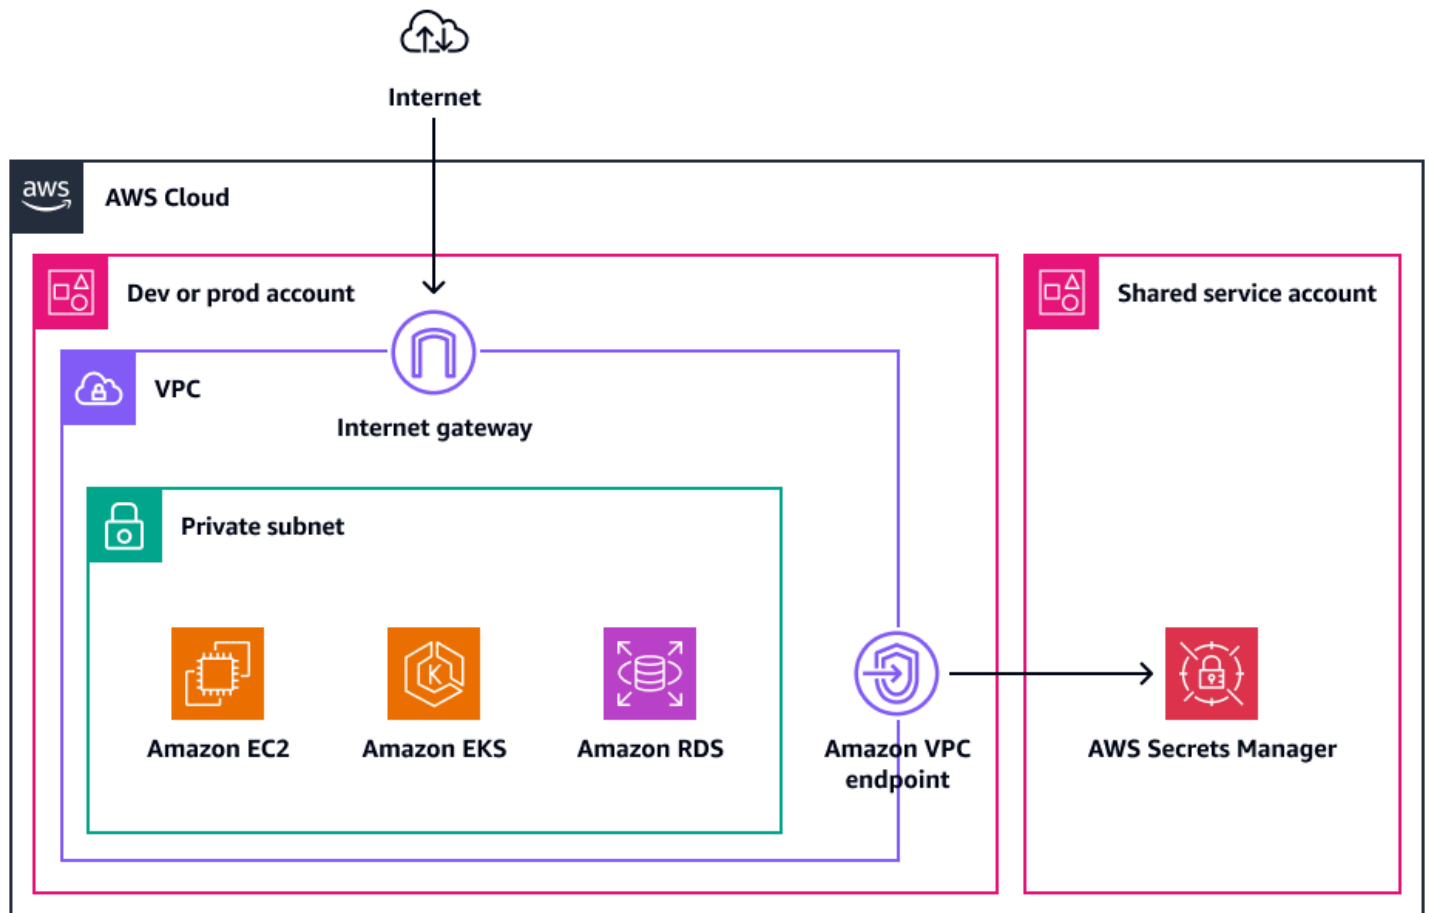 Internet
aws
AWS Cloud
Dev or prod account
Shared service account
VPC
Internet gateway
Private subnet
K
Amazon EC2
Amazon EKS
Amazon RDS
Amazon VPC
endpoint
AWS Secrets Manager